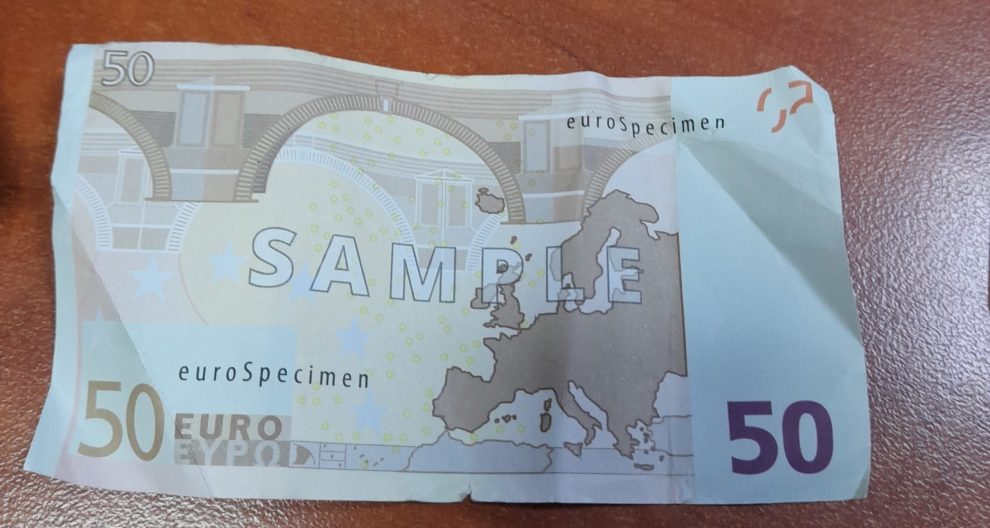 50
euroSpecimen
SAMPLE
euroSpecimen
50 EURO
ΕΥΡΩ
50